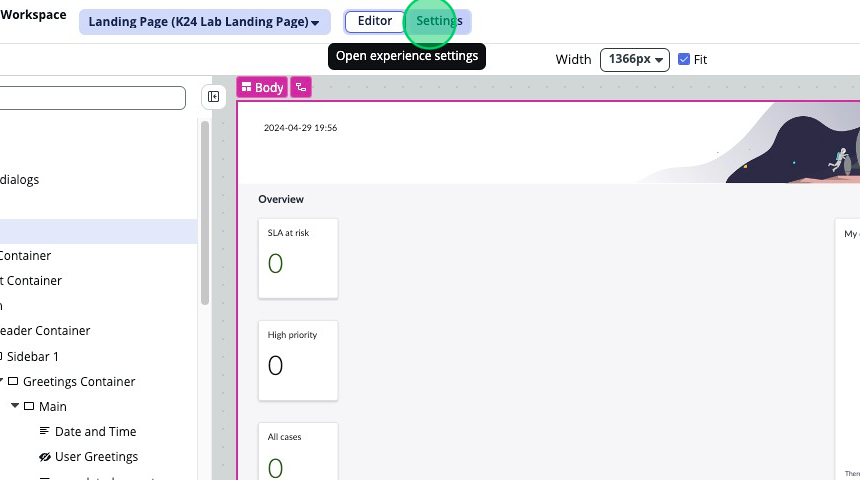 Workspace
Landing Page (K24 Lab Landing Page)
Editor
Settings
Open experience settings
Width
1366px
Fit
Body
2024-04-29 19:56
dialogs
Overview
SLA at risk
0
My
Container
t Container
eader Container
High priority
0
Sidebar 1
Greetings Container
Main
Date and Time
All cases
0
User Greetings
Ther